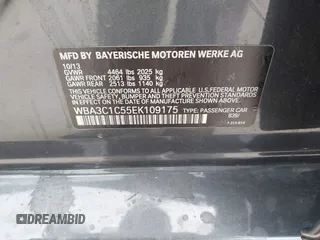 MFD. BY BAYERISCHE MOTOREN WERKE AG
10/13
GVWR 4464 lbs 2025 kg
GAWR FRONT 2061 lbs 935 kg
GAWR REAR 2513 lbs 1140 kg
THIS VEHICLE CONFORMS TO ALL APPLICABLE FEDERAL MOTOR VEHICLE SAFETY, BUMPER, AND THEFT PREVENTION STANDARDS IN EFFECT ON THE DATE OF MANUFACTURE SHOWN ABOVE.
WBA3C1C55EK109175
TYPE: PASSENGER CAR
DREAMBID